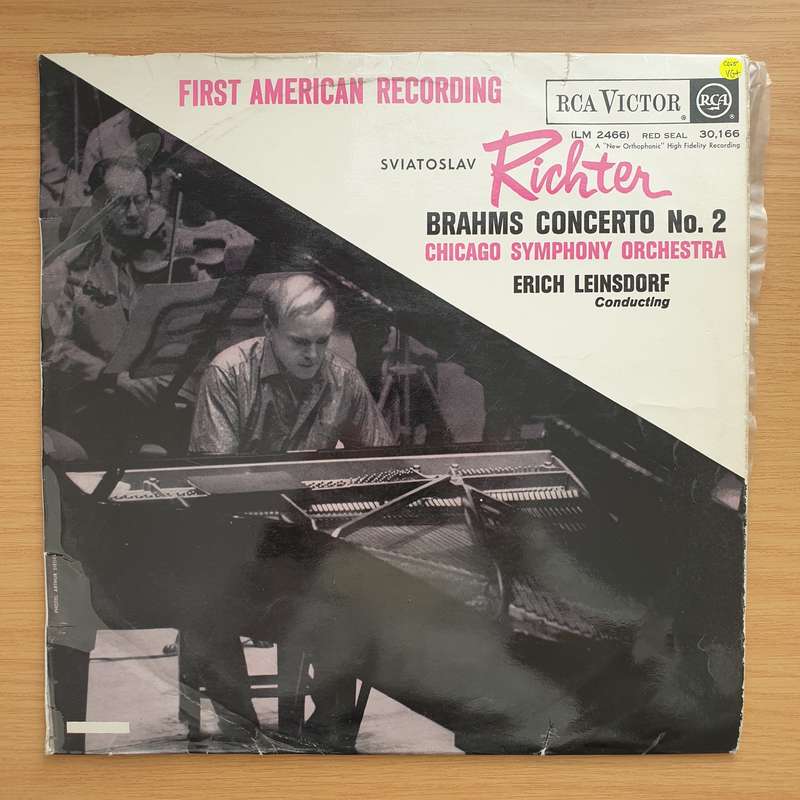 FIRST AMERICAN RECORDING
RCA VICTOR ® RCA ®
(LM 2466) RED SEAL 30,166
A "New Orthophonic" High Fidelity Recording
SVIATOSLAV Richter
BRAHMS CONCERTO No. 2
CHICAGO SYMPHONY ORCHESTRA
ERICH LEINSDORF
Conducting
VG+